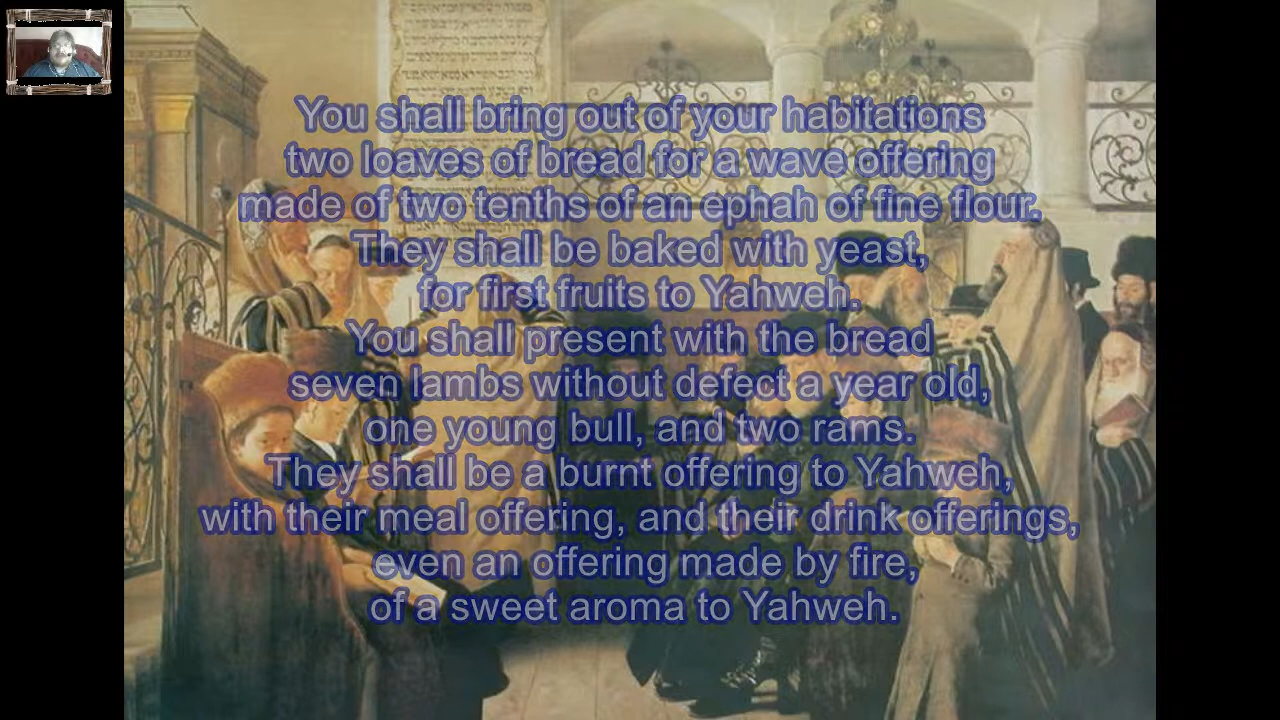 You shall bring out of your habitations
two loaves of bread for a wave offering
made of two tenths of an ephah of fine flour.
They shall be baked with yeast,
for first fruits to Yahweh.
You shall present with the bread
seven lambs without defect a year old,
one young bull, and two rams.
They shall be a burnt offering to Yahweh,
with their meal offering, and their drink offerings,
even an offering made by fire,
of a sweet aroma to Yahweh.